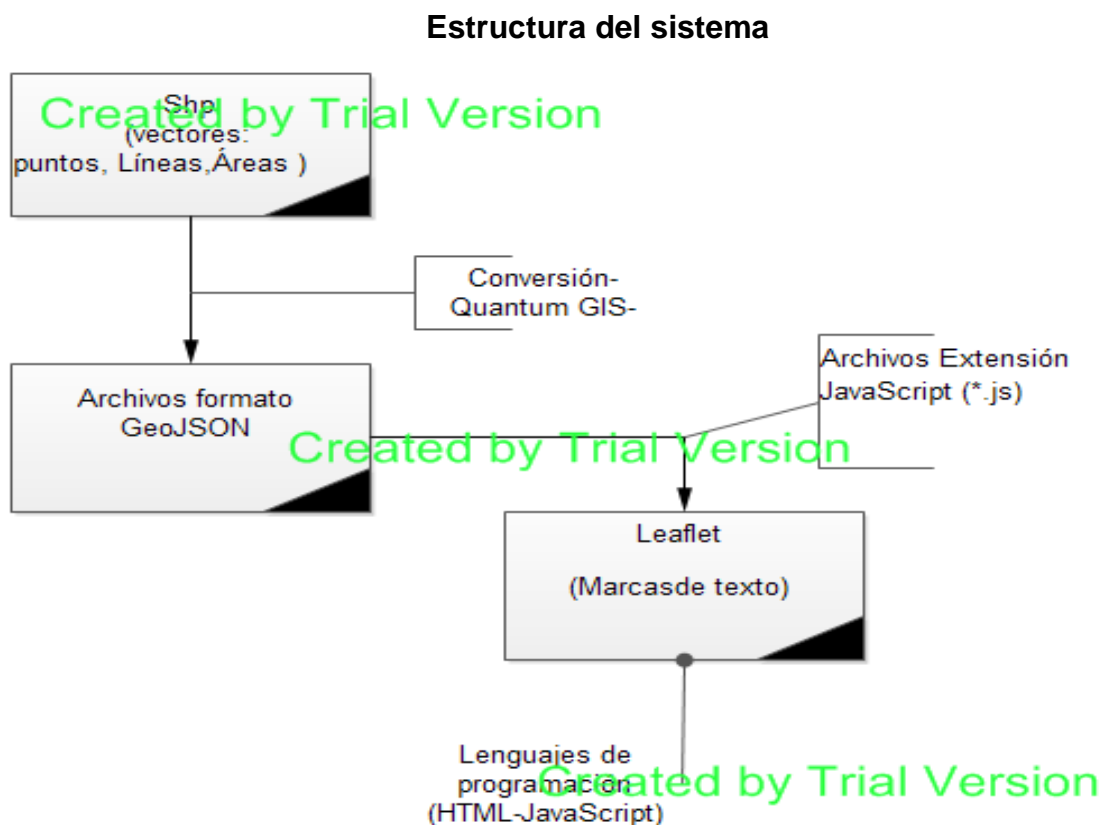 Estructura del sistema
Created by Trial Version
Shp
(vectores:
puntos, Líneas,Áreas )
Conversión-
Quantum GIS-
Archivos Extensión
JavaScript (*.js)
Archivos formato
GeoJSON
Created by Trial Version
Leaflet
(Marcasde texto)
Lenguajes de
programación
(HTML-JavaScript)
Created by Trial Version